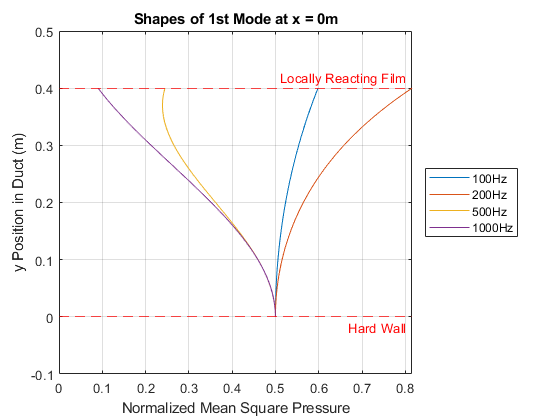 Shapes of 1st Mode at x = 0m
0.5
0.4
0.3
0.2
0.1
0
-0.1
y Position in Duct (m)
Locally Reacting Film
Hard Wall
100Hz
200Hz
500Hz
1000Hz
0 0.1 0.2 0.3 0.4 0.5 0.6 0.7 0.8
Normalized Mean Square Pressure